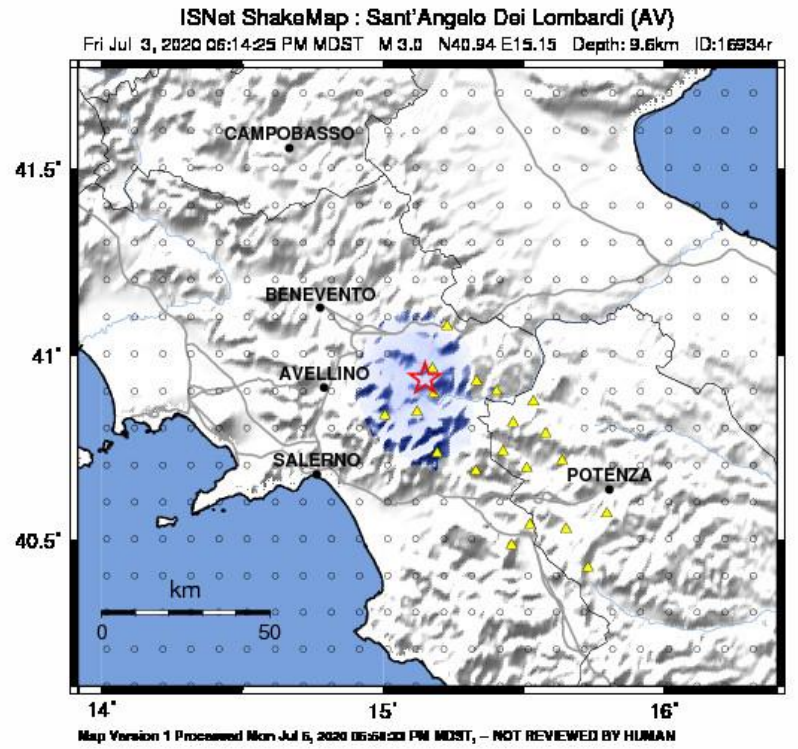 ISNet ShakeMap : Sant'Angelo Dei Lombardi (AV)
Fri Jul 3, 2020 06:14:25 PM MDST M 3.0 N40.94 E15.15 Depth: 9.6km ID:16934r
CAMPOBASSO
41.5˚
BENEVENTO
41˚
AVELLINO
SALERNO
POTENZA
40.5˚
km
0 50
14˚ 15˚ 16˚
Map Version 1 Processed Mon Jul 6, 2020 PM MDST, – NOT REVIEWED BY HUMAN